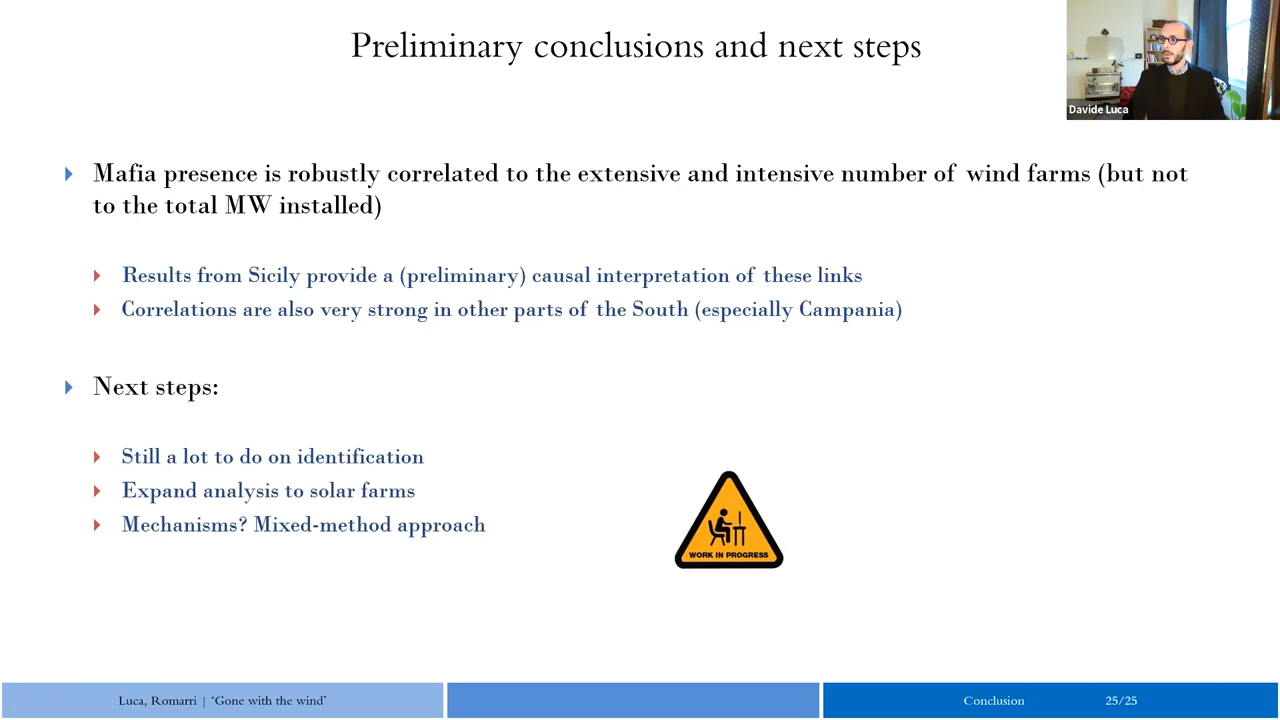 Preliminary conclusions and next steps
Davide Luca
Mafia presence is robustly correlated to the extensive and intensive number of wind farms (but not
to the total MW installed)
Results from Sicily provide a (preliminary) causal interpretation of these links
Correlations are also very strong in other parts of the South (especially Campania)
Next steps:
Still a lot to do on identification
Expand analysis to solar farms
Mechanisms? Mixed-method approach
WORK IN PROGRESS
Luca, Romarri | ‘Gone with the wind’
Conclusion 25/25